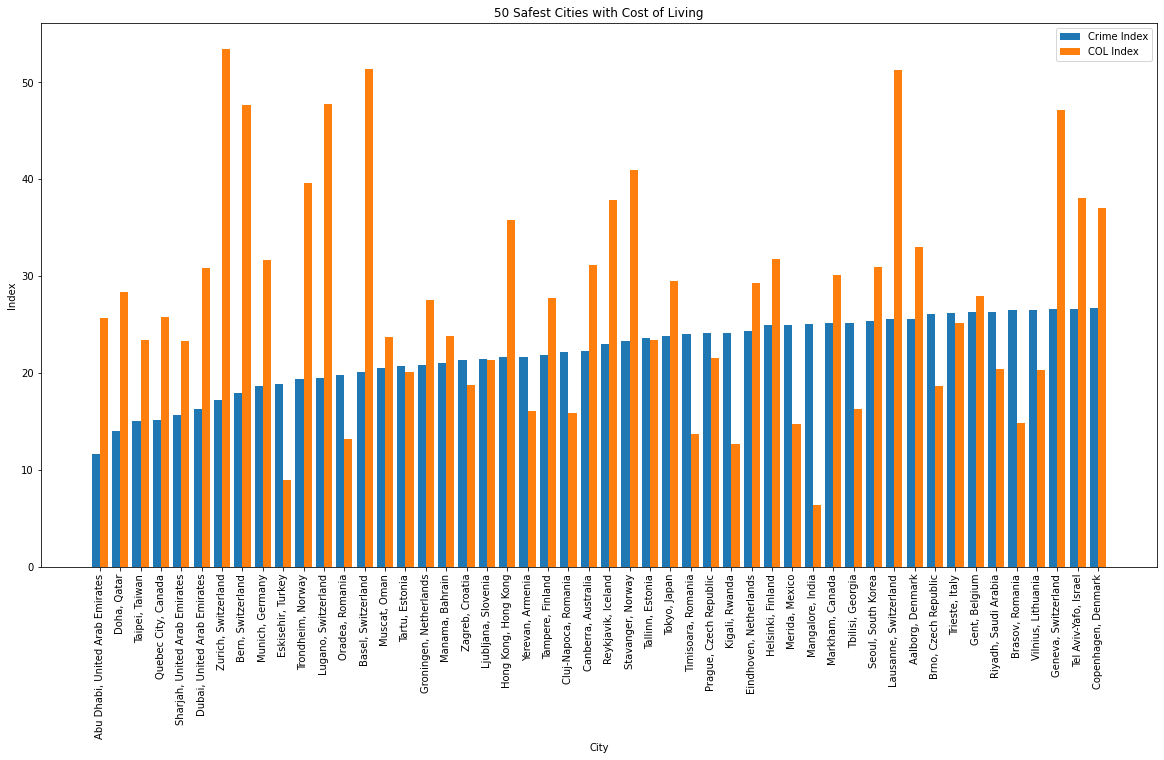 50 Safest Cities with Cost of Living
Crime Index
COL Index
Index
50
40
30
20
10
0
Abu Dhabi, United Arab Emirates
Doha, Qatar
Taipei, Taiwan
Quebec City, Canada
Sharjah, United Arab Emirates
Dubai, United Arab Emirates
Zurich, Switzerland
Bern, Switzerland
Munich, Germany
Eskisehir, Turkey
Trondheim, Norway
Lugano, Switzerland
Oradea, Romania
Basel, Switzerland
Muscat, Oman
Tartu, Estonia
Groningen, Netherlands
Manama, Bahrain
Zagreb, Croatia
Ljubljana, Slovenia
Hong Kong, Hong Kong
Yerevan, Armenia
Tampere, Finland
Cluj-Napoca, Romania
Canberra, Australia
Reykjavik, Iceland
Stavanger, Norway
Tallinn, Estonia
Tokyo, Japan
Timisoara, Romania
Prague, Czech Republic
Kigali, Rwanda
Eindhoven, Netherlands
Helsinki, Finland
Merida, Mexico
Mangalore, India
Markham, Canada
Tbilisi, Georgia
Seoul, South Korea
Lausanne, Switzerland
Aalborg, Denmark
Brno, Czech Republic
Trieste, Italy
Gent, Belgium
Riyadh, Saudi Arabia
Brasov, Romania
Vilnius, Lithuania
Geneva, Switzerland
Tel Aviv-Yafo, Israel
Copenhagen, Denmark
City